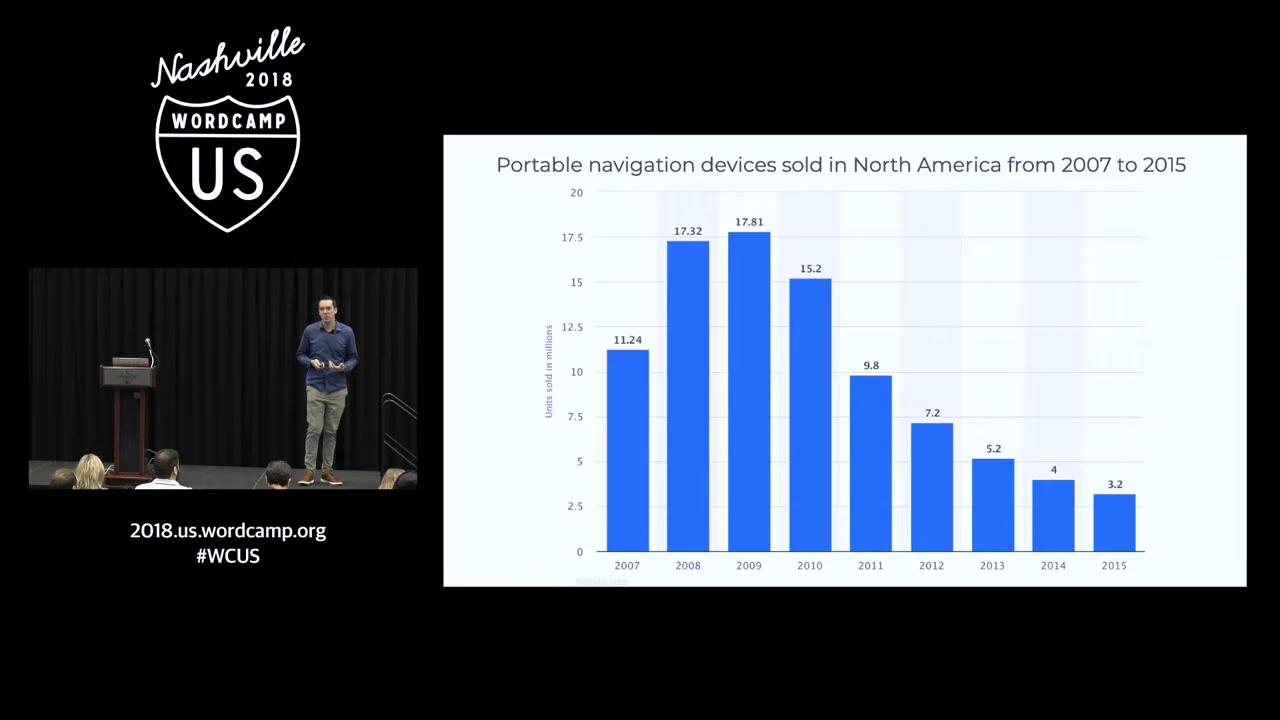 Nashville
2018
WORDCAMP
US
2018.us.wordcamp.org
#WCUS
Portable navigation devices sold in North America from 2007 to 2015
Units sold in millions
20
17.5
15
12.5
10
7.5
5
2.5
0
11.24
17.32
17.81
15.2
9.8
7.2
5.2
4
3.2
2007 2008 2009 2010 2011 2012 2013 2014 2015